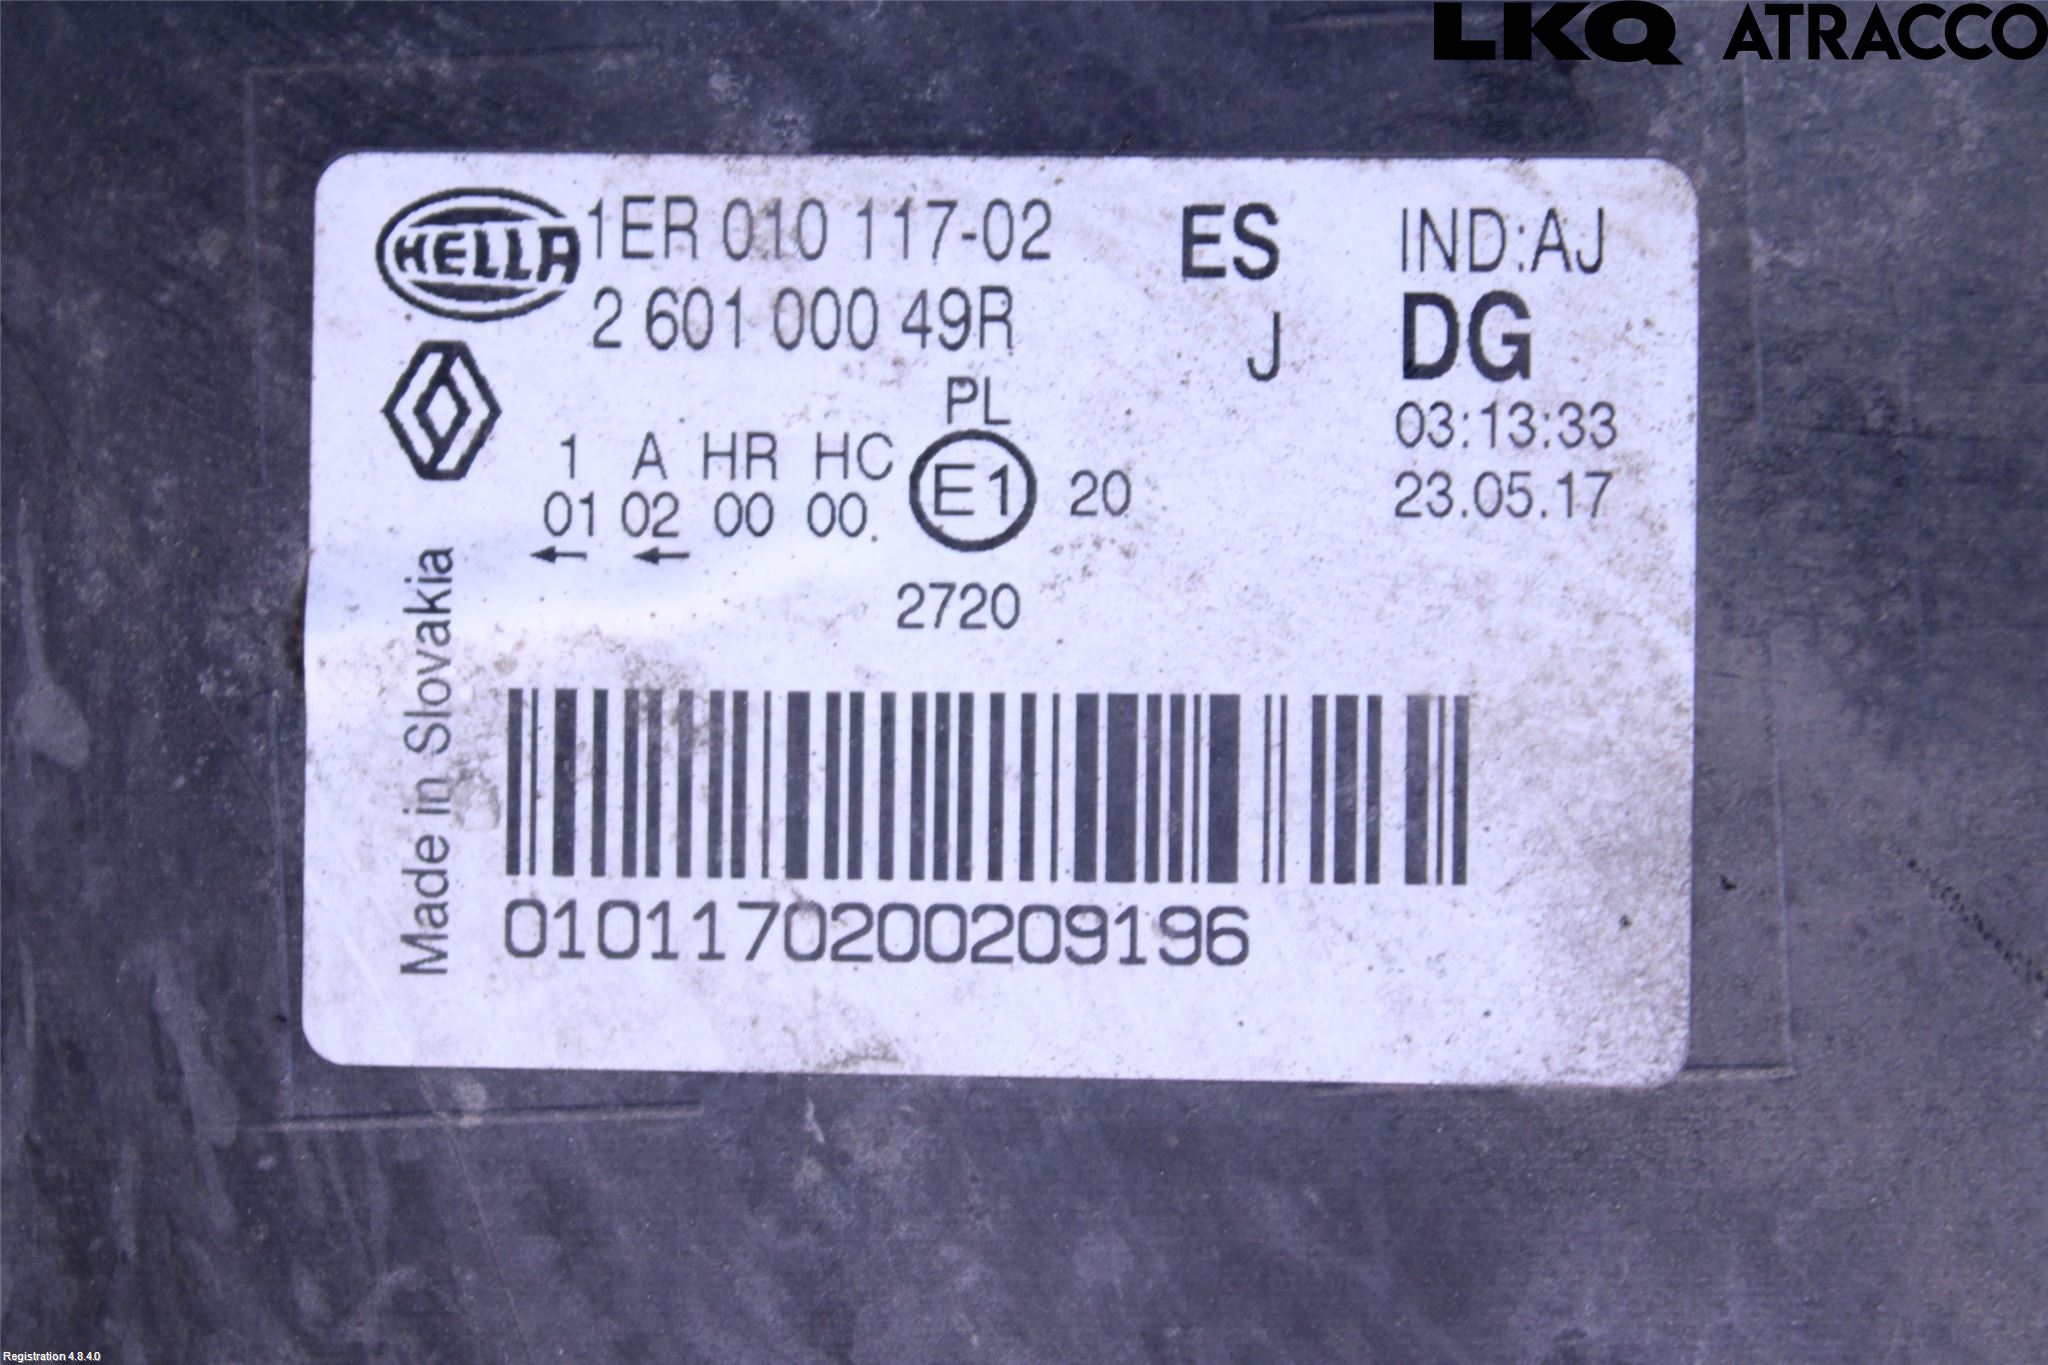 LKQ ATRACCO
HELLA 1ER 010 117-02 ES IND:AJ
2 601 000 49R J DG
PL
03:13:33
1 A HR HC
01 02 00 00 E1 20 23.05.17
2720
Made in Slovakia
010117020020919​6
Registration 4.8.4.0